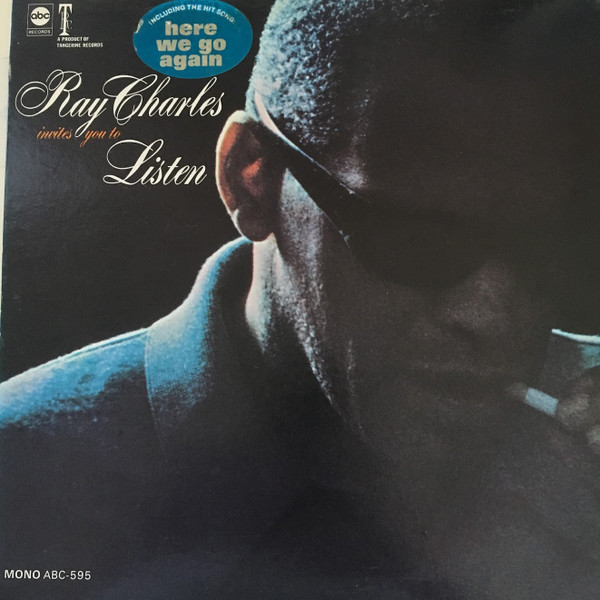 abc
RECORDS
TRC
A PRODUCT OF
TANGERINE RECORDS
INCLUDING THE HIT SONG:
here
we go
again
Ray Charles
invites you to
Listen
MONO ABC-595